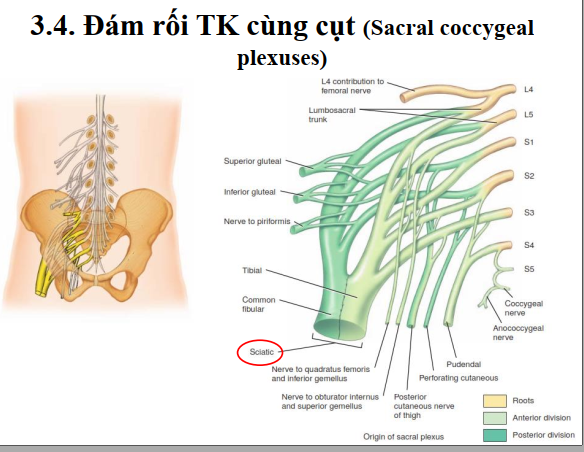 3.4. Đám rối TK cùng cụt (Sacral coccygeal
plexuses)
L4 contribution to
femoral nerve
Lumbosacral
trunk
L4
L5
S1
S2
S3
S4
S5
Superior gluteal
Inferior gluteal
Nerve to piriformis
Tibial
Common
fibular
Sciatic
Coccygeal
nerve
Anococcygeal
nerve
Pudendal
Perforating cutaneous
Nerve to quadratus femoris
and inferior gemellus
Nerve to obturator internus
and superior gemellus
Posterior
cutaneous nerve
of thigh
Roots
Anterior division
Posterior division
Origin of sacral plexus